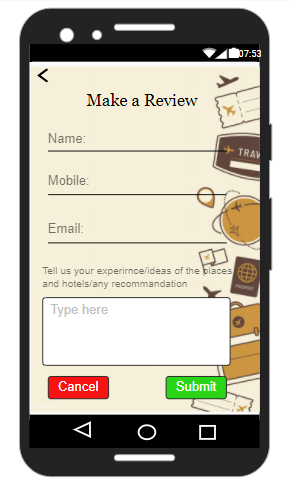 07:53
Make a Review
Name:
Mobile:
TRAV
Email:
Tell us your experirnce/ideas of the places,
and hotels/any recommandation
Type here
Cancel
Submit